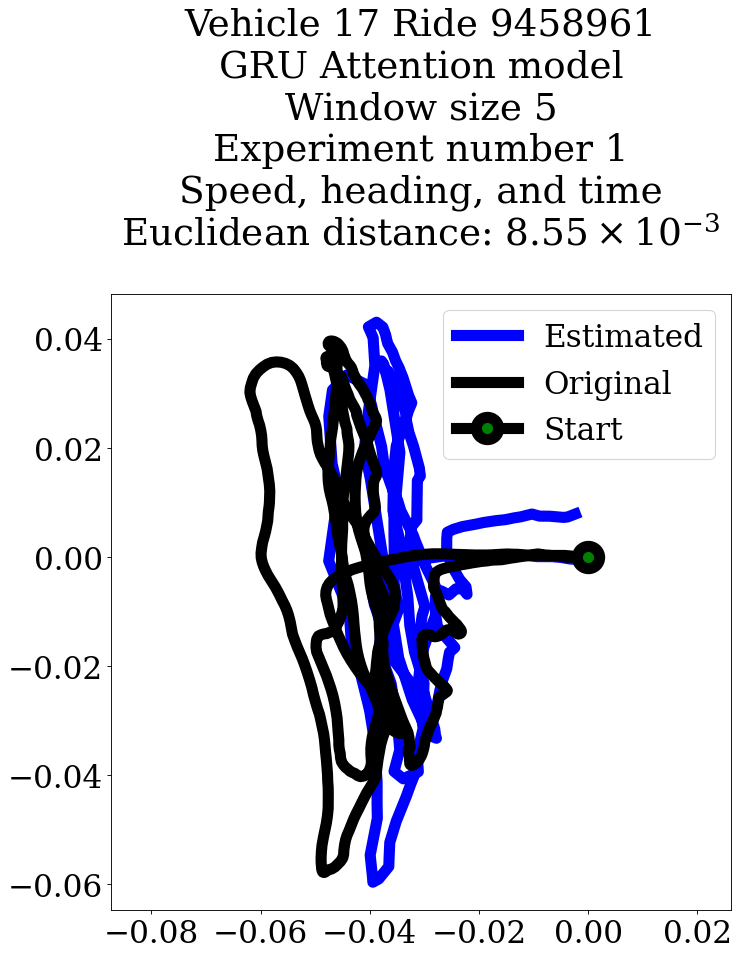 Vehicle 17 Ride 9458961
GRU Attention model
Window size 5
Experiment number 1
Speed, heading, and time
Euclidean distance: 8.55 × 10⁻³
Estimated
Original
Start
0.04
0.02
0.00
−0.02
−0.04
−0.06
−0.08 −0.06 −0.04 −0.02 0.00 0.02